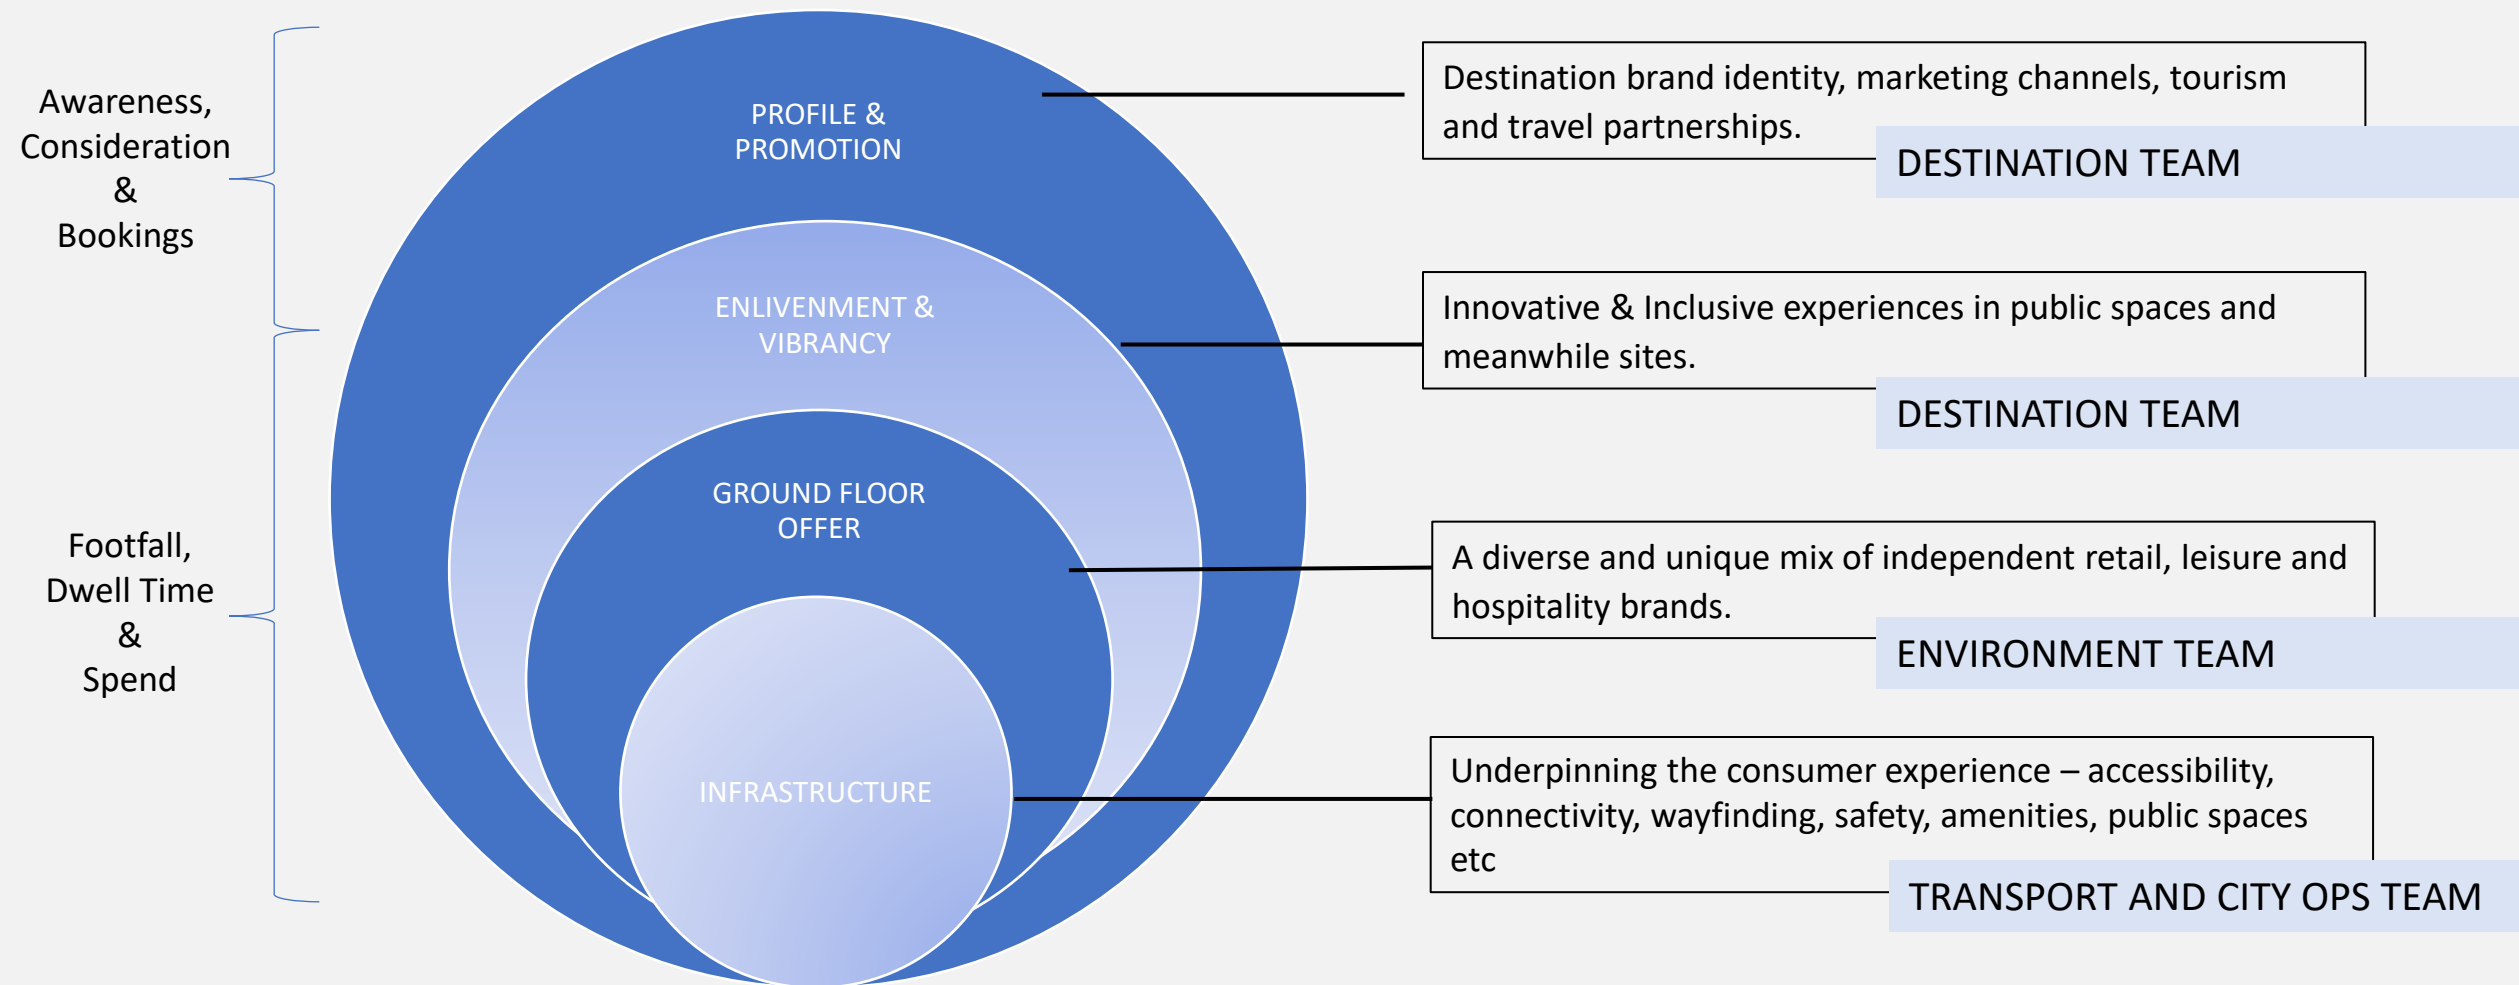 Awareness,
Consideration
&
Bookings
Footfall,
Dwell Time
&
Spend
PROFILE &
PROMOTION
ENLIVENMENT &
VIBRANCY
GROUND FLOOR
OFFER
INFRASTRUCTURE
Destination brand identity, marketing channels, tourism
and travel partnerships.
DESTINATION TEAM
Innovative & Inclusive experiences in public spaces and
meanwhile sites.
DESTINATION TEAM
A diverse and unique mix of independent retail, leisure and
hospitality brands.
ENVIRONMENT TEAM
Underpinning the consumer experience – accessibility,
connectivity, wayfinding, safety, amenities, public spaces
etc
TRANSPORT AND CITY OPS TEAM